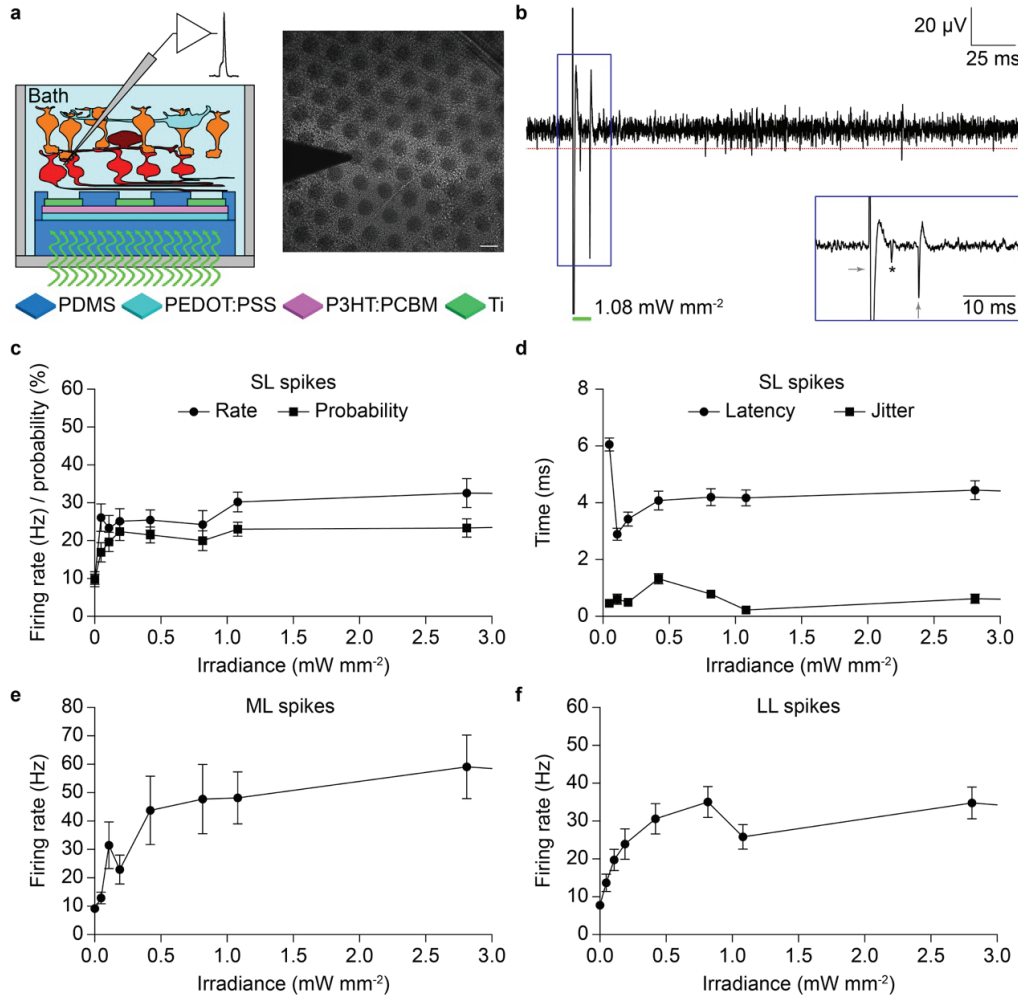 a
Bath
PDMS PEDOT:PSS P3HT:PCBM Ti
b
20 µV
25 ms
1.08 mW mm-2
*
10 ms
c
SL spikes
Rate Probability
Firing rate (Hz) / probability (%)
60
50
40
30
20
10
0
0 0.5 1.0 1.5 2.0 2.5 3.0
Irradiance (mW mm-2)
d
SL spikes
Latency Jitter
Time (ms)
8
6
4
2
0
0.0 0.5 1.0 1.5 2.0 2.5 3.0
Irradiance (mW mm-2)
e
ML spikes
Firing rate (Hz)
80
70
60
50
40
30
20
10
0
0.0 0.5 1.0 1.5 2.0 2.5 3.0
Irradiance (mW mm-2)
f
LL spikes
Firing rate (Hz)
60
50
40
30
20
10
0
0.0 0.5 1.0 1.5 2.0 2.5 3.0
Irradiance (mW mm-2)